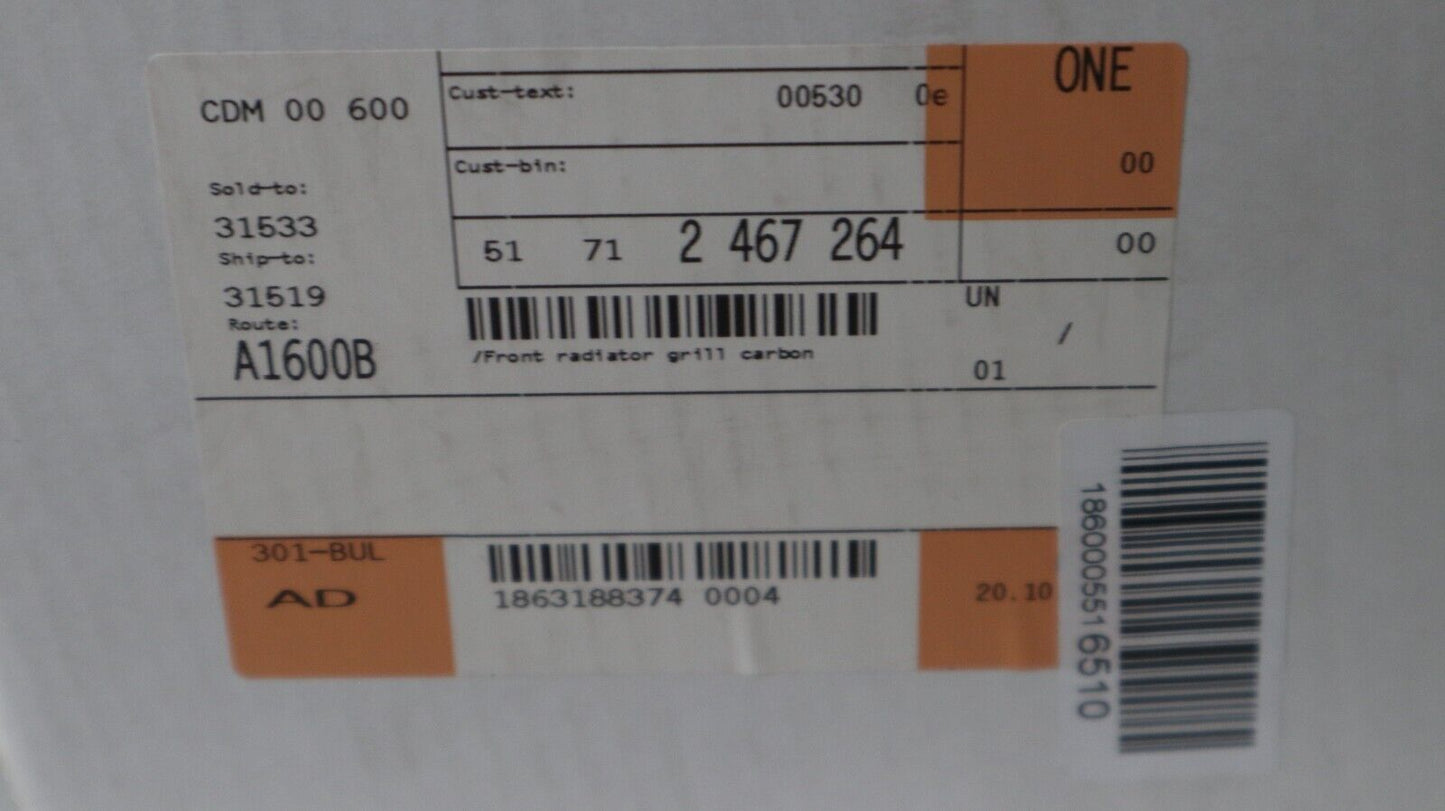 CDM 00 600
Sold-to:
31533
Ship-to:
31519
Route:
A1600B
Cust-text: 00530 0e
Cust-bin:
51 71 2 467 264
/Front radiator grill carbon
ONE
00
00
UN
/
01
301-BUL
AD
1863188374 0004
20.10
1860005516510